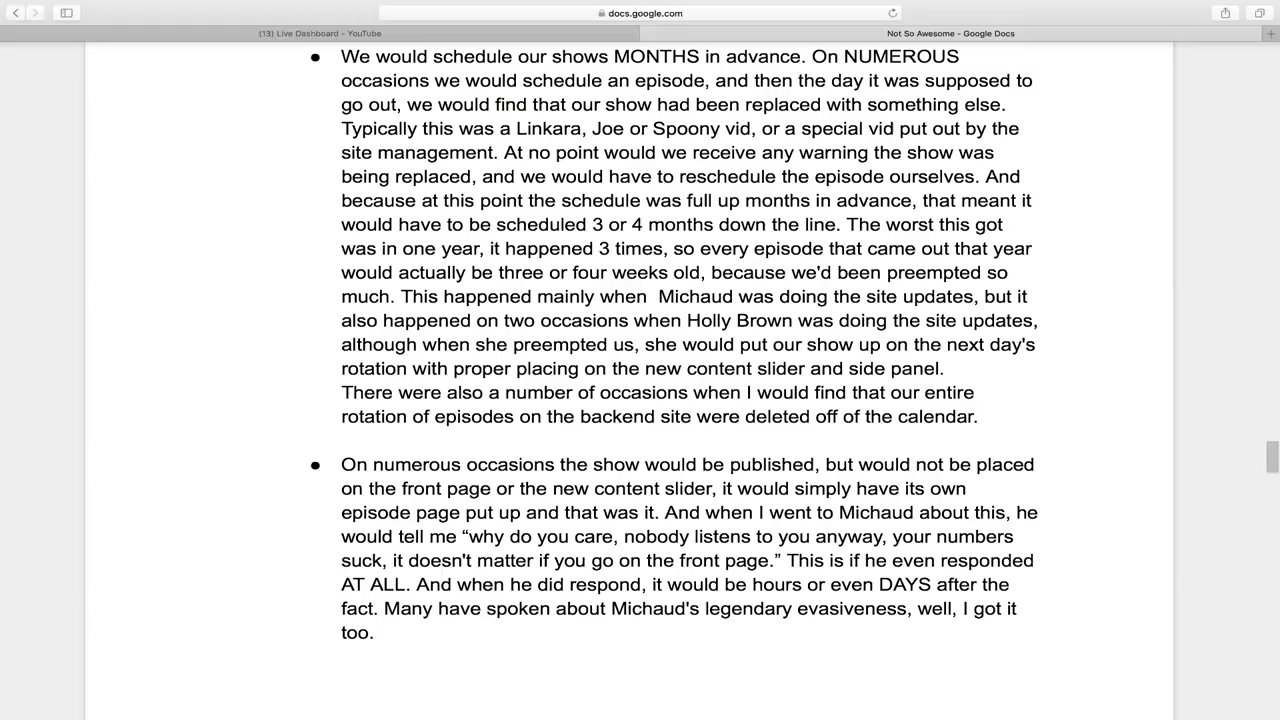 docs.google.com
(13) Live Dashboard - YouTube
Not So Awesome - Google Docs
● We would schedule our shows MONTHS in advance. On NUMEROUS
occasions we would schedule an episode, and then the day it was supposed to
go out, we would find that our show had been replaced with something else.
Typically this was a Linkara, Joe or Spoony vid, or a special vid put out by the
site management. At no point would we receive any warning the show was
being replaced, and we would have to reschedule the episode ourselves. And
because at this point the schedule was full up months in advance, that meant it
would have to be scheduled 3 or 4 months down the line. The worst this got
was in one year, it happened 3 times, so every episode that came out that year
would actually be three or four weeks old, because we'd been preempted so
much. This happened mainly when  Michaud was doing the site updates, but it
also happened on two occasions when Holly Brown was doing the site updates,
although when she preempted us, she would put our show up on the next day's
rotation with proper placing on the new content slider and side panel.
There were also a number of occasions when I would find that our entire
rotation of episodes on the backend site were deleted off of the calendar.
● On numerous occasions the show would be published, but would not be placed
on the front page or the new content slider, it would simply have its own
episode page put up and that was it. And when I went to Michaud about this, he
would tell me “why do you care, nobody listens to you anyway, your numbers
suck, it doesn't matter if you go on the front page.” This is if he even responded
AT ALL. And when he did respond, it would be hours or even DAYS after the
fact. Many have spoken about Michaud's legendary evasiveness, well, I got it
too.